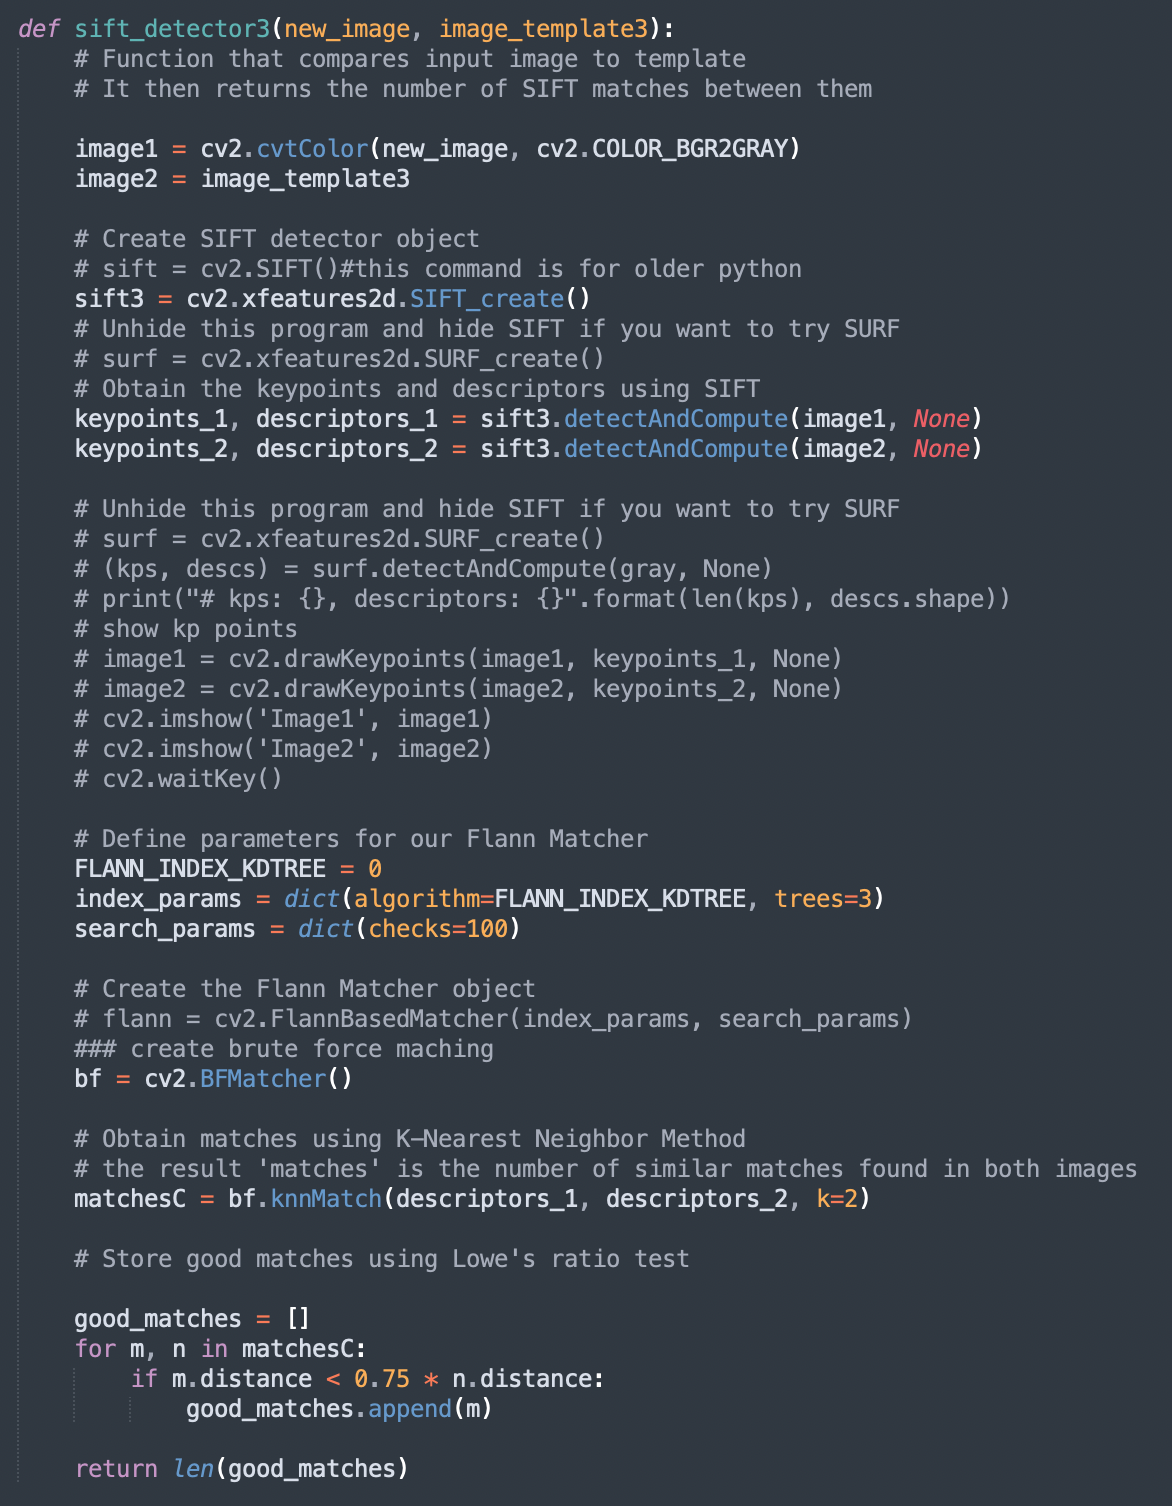 def sift_detector3(new_image, image_template3):
    # Function that compares input image to template
    # It then returns the number of SIFT matches between them

    image1 = cv2.cvtColor(new_image, cv2.COLOR_BGR2GRAY)
    image2 = image_template3

    # Create SIFT detector object
    # sift = cv2.SIFT()#this command is for older python
    sift3 = cv2.xfeatures2d.SIFT_create()
    # Unhide this program and hide SIFT if you want to try SURF
    # surf = cv2.xfeatures2d.SURF_create()
    # Obtain the keypoints and descriptors using SIFT
    keypoints_1, descriptors_1 = sift3.detectAndCompute(image1, None)
    keypoints_2, descriptors_2 = sift3.detectAndCompute(image2, None)

    # Unhide this program and hide SIFT if you want to try SURF
    # surf = cv2.xfeatures2d.SURF_create()
    # (kps, descs) = surf.detectAndCompute(gray, None)
    # print("# kps: {}, descriptors: {}".format(len(kps), descs.shape))
    # show kp points
    # image1 = cv2.drawKeypoints(image1, keypoints_1, None)
    # image2 = cv2.drawKeypoints(image2, keypoints_2, None)
    # cv2.imshow('Image1', image1)
    # cv2.imshow('Image2', image2)
    # cv2.waitKey()

    # Define parameters for our Flann Matcher
    FLANN_INDEX_KDTREE = 0
    index_params = dict(algorithm=FLANN_INDEX_KDTREE, trees=3)
    search_params = dict(checks=100)

    # Create the Flann Matcher object
    # flann = cv2.FlannBasedMatcher(index_params, search_params)
    ### create brute force maching
    bf = cv2.BFMatcher()

    # Obtain matches using K-Nearest Neighbor Method
    # the result 'matches' is the number of similar matches found in both images
    matchesC = bf.knnMatch(descriptors_1, descriptors_2, k=2)

    # Store good matches using Lowe's ratio test

    good_matches = []
    for m, n in matchesC:
        if m.distance < 0.75 * n.distance:
            good_matches.append(m)

    return len(good_matches)